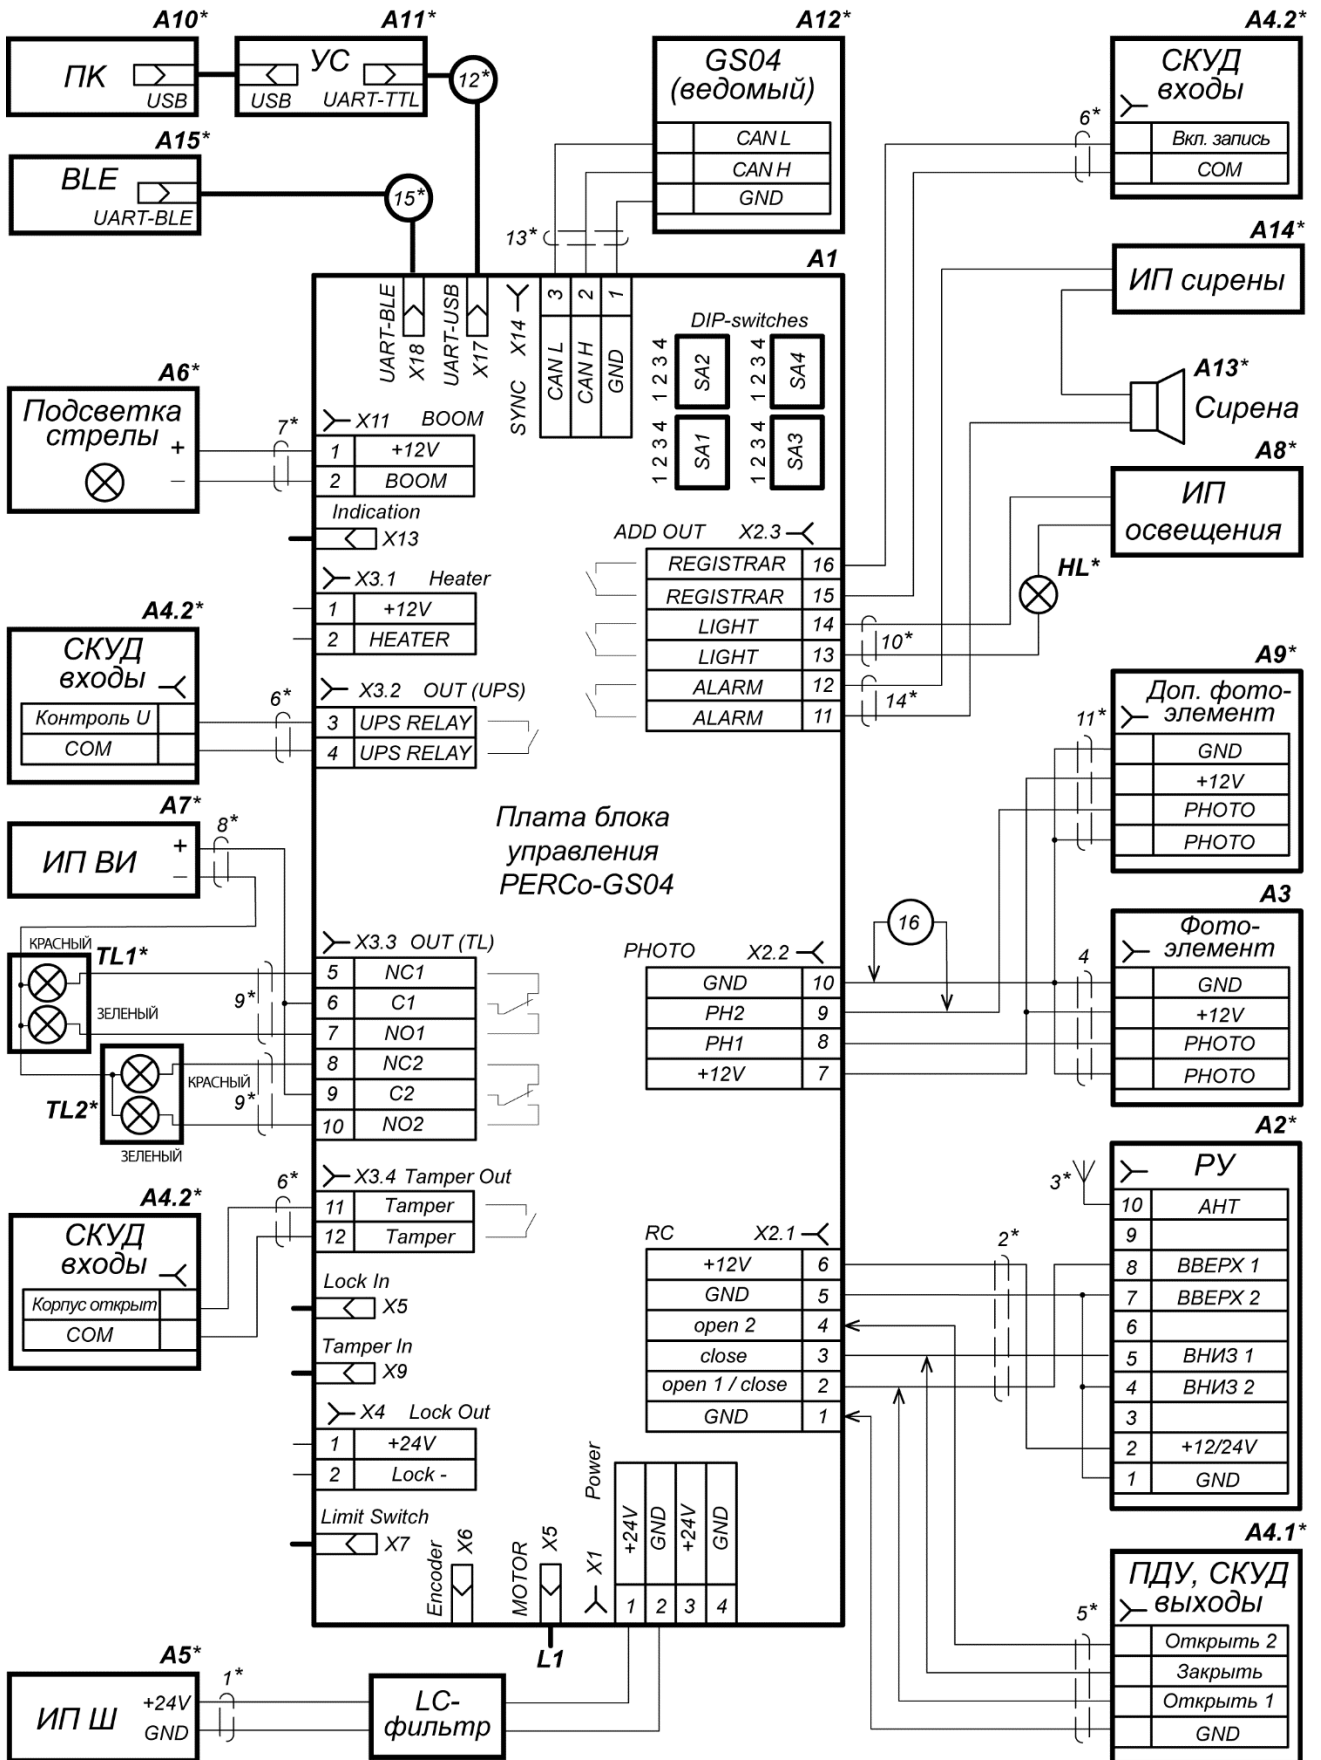 A10*
ПК
USB
A11*
УС
USB
UART-TTL
12*
A15*
BLE
UART-BLE
15*
A12*
GS04
(ведомый)
CAN L
CAN H
GND
13*
A4.2*
СКУД
входы
Вкл. запись
COM
6*
A14*
ИП сирены
A13*
Сирена
A8*
ИП
освещения
HL*
A1
UART-BLE
X18
UART-USB
X17
SYNC X14
3
2
1
CAN L
CAN H
GND
DIP-switches
1 2 3 4
SA2
1 2 3 4
SA4
1 2 3 4
SA1
1 2 3 4
SA3
A6*
Подсветка
стрелы
+
–
7*
X11 BOOM
1 +12V
2 BOOM
Indication
X13
X3.1 Heater
1 +12V
2 HEATER
ADD OUT X2.3
REGISTRAR 16
REGISTRAR 15
LIGHT 14
LIGHT 13
ALARM 12
ALARM 11
10*
14*
A4.2*
СКУД
входы
Контроль U
COM
6*
X3.2 OUT (UPS)
3 UPS RELAY
4 UPS RELAY
A9*
Доп. фото-
элемент
GND
+12V
PHOTO
PHOTO
11*
A7*
ИП ВИ
+
–
8*
Плата блока
управления
PERCo-GS04
A3
Фото-
элемент
GND
+12V
PHOTO
PHOTO
4
16
КРАСНЫЙ
TL1*
ЗЕЛЕНЫЙ
9*
КРАСНЫЙ
TL2*
9*
ЗЕЛЕНЫЙ
X3.3 OUT (TL)
5 NC1
6 C1
7 NO1
8 NC2
9 C2
10 NO2
PHOTO X2.2
GND 10
PH2 9
PH1 8
+12V 7
A2*
РУ
10 АНТ
9
8 ВВЕРХ 1
7 ВВЕРХ 2
6
5 ВНИЗ 1
4 ВНИЗ 2
3
2 +12/24V
1 GND
3*
2*
A4.2*
СКУД
входы
Корпус открыт
COM
6*
X3.4 Tamper Out
11 Tamper
12 Tamper
RC X2.1
+12V 6
GND 5
open 2 4
close 3
open 1 / close 2
GND 1
Lock In
X5
Tamper In
X9
X4 Lock Out
1 +24V
2 Lock -
Limit Switch
X7
Encoder X6
MOTOR X5
L1
X1 Power
+24V
GND
+24V
GND
1
2
3
4
A4.1*
ПДУ, СКУД
выходы
Открыть 2
Закрыть
Открыть 1
GND
5*
A5*
ИП Ш
+24V
GND
1*
LC-
фильтр